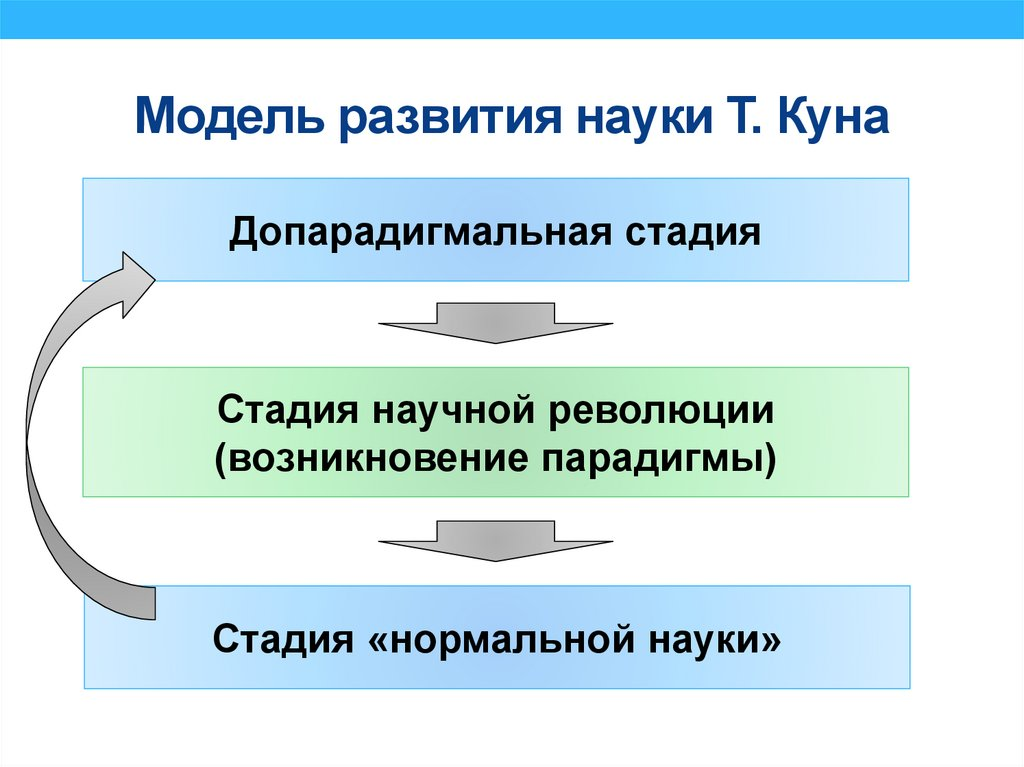 Модель развития науки Т. Куна
Допарадигмальная стадия
Стадия научной революции
(возникновение парадигмы)
Стадия «нормальной науки»